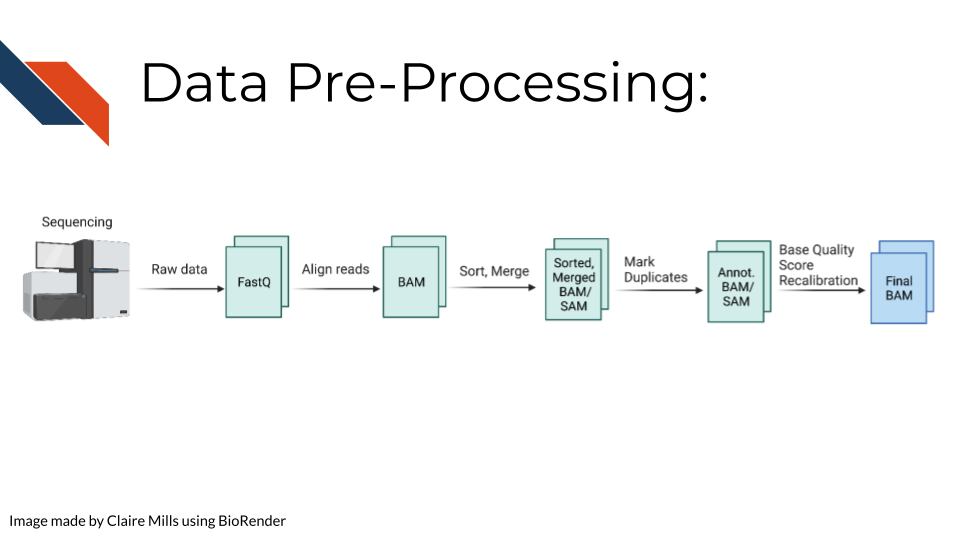 Data Pre-Processing:
Sequencing
Raw data
FastQ
Align reads
BAM
Sort, Merge
Sorted,
Merged
BAM/
SAM
Mark
Duplicates
Annot.
BAM/
SAM
Base Quality
Score
Recalibration
Final
BAM
Image made by Claire Mills using BioRender